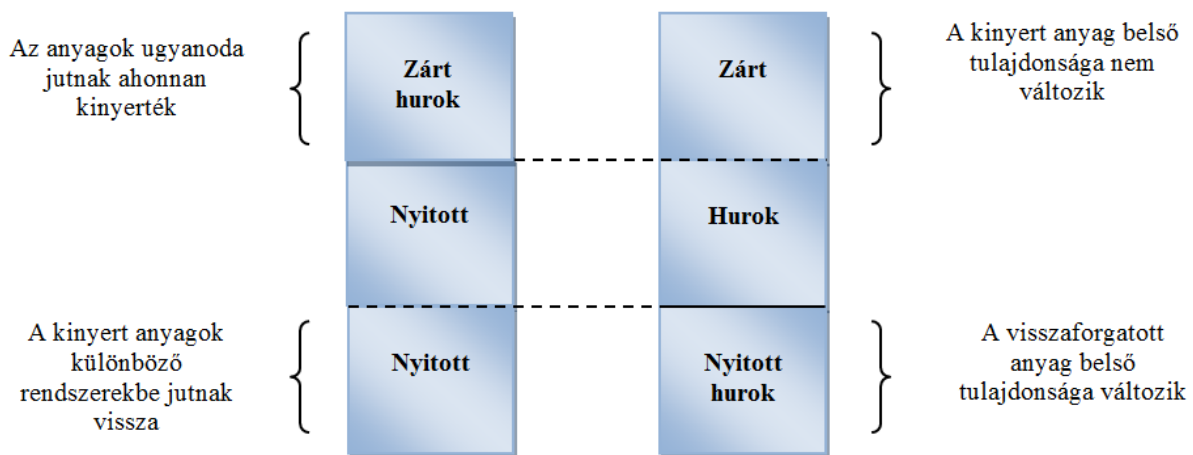 Az anyagok ugyanoda
jutnak ahonnan
kinyerték
Zárt
hurok
Zárt
A kinyert anyag belső
tulajdonsága nem
változik
Nyitott
Hurok
A kinyert anyagok
különböző
rendszerekbe jutnak
vissza
Nyitott
Nyitott
hurok
A visszaforgatott
anyag belső
tulajdonsága változik